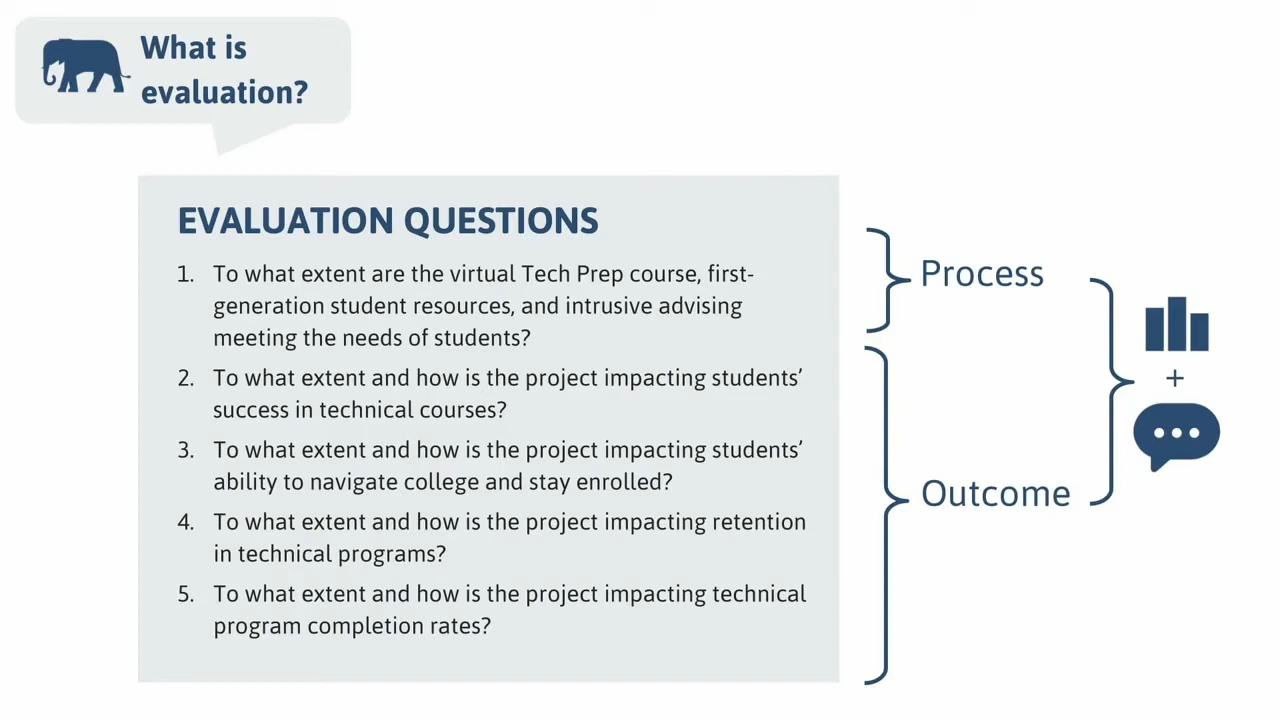 What is
evaluation?
EVALUATION QUESTIONS
1. To what extent are the virtual Tech Prep course, first-
generation student resources, and intrusive advising
meeting the needs of students?
2. To what extent and how is the project impacting students’
success in technical courses?
3. To what extent and how is the project impacting students’
ability to navigate college and stay enrolled?
4. To what extent and how is the project impacting retention
in technical programs?
5. To what extent and how is the project impacting technical
program completion rates?
Process
Outcome
+